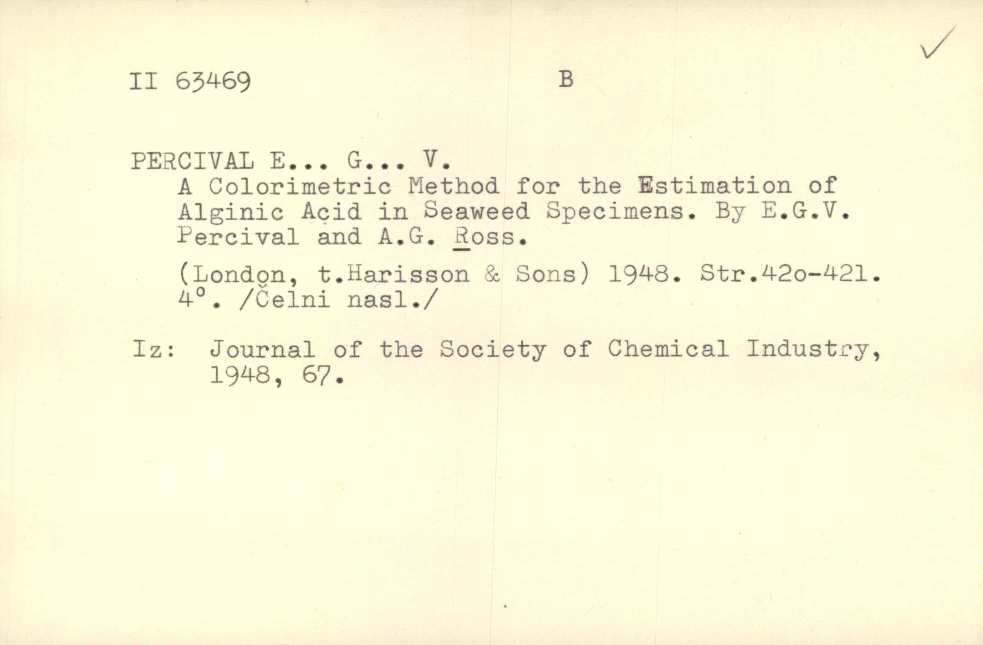 II 63469 B
PERCIVAL E... G... V.
A Colorimetric Method for the Estimation of
Alginic Acid in Seaweed Specimens. By E.G.V.
Percival and A.G. Ross.
(London, t.Harisson & Sons) 1948. Str.42o-421.
4°. /Čelni nasl./
Iz: Journal of the Society of Chemical Industry,
1948, 67.